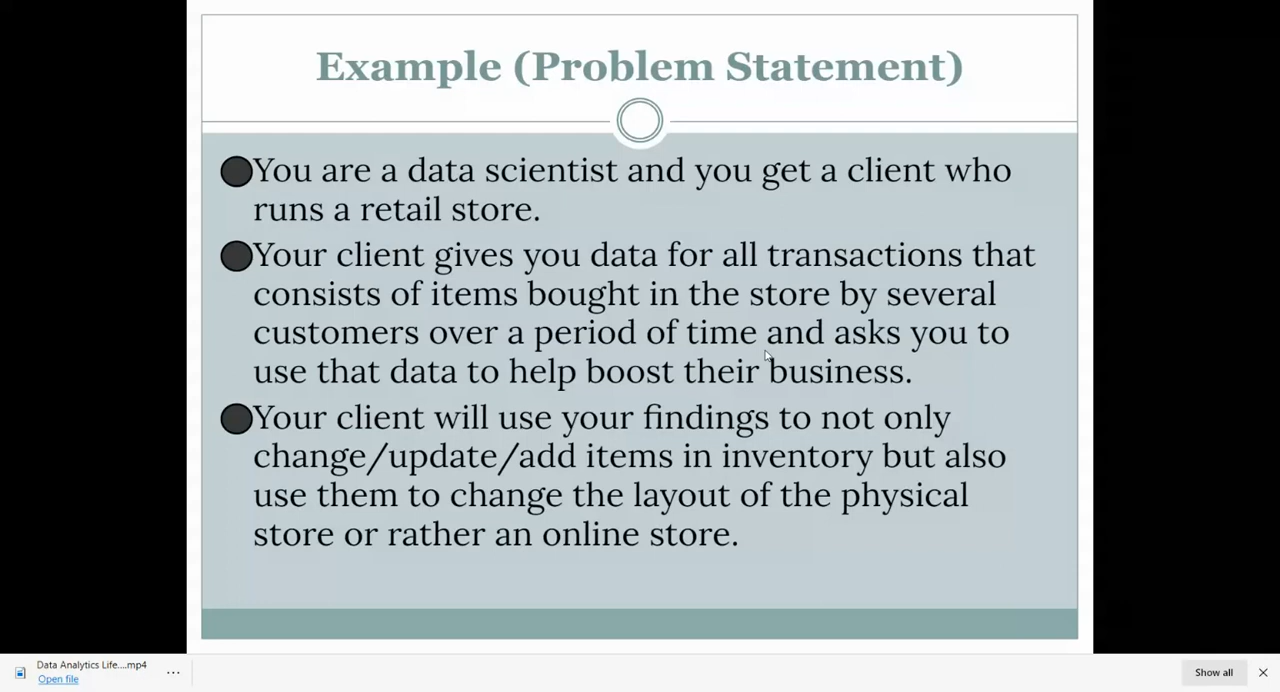 Example (Problem Statement)
You are a data scientist and you get a client who
runs a retail store.
Your client gives you data for all transactions that
consists of items bought in the store by several
customers over a period of time and asks you to
use that data to help boost their business.
Your client will use your findings to not only
change/update/add items in inventory but also
use them to change the layout of the physical
store or rather an online store.
Data Analytics Life....mp4
Open file
Show all